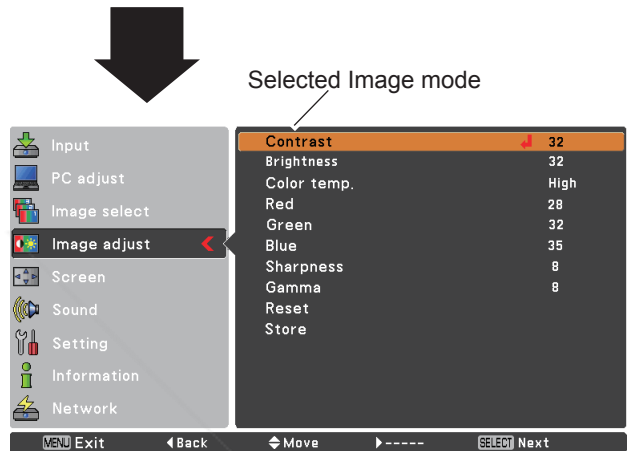 Selected Image mode
Input
PC adjust
Image select
Image adjust
Screen
Sound
Setting
Information
Network
Contrast 32
Brightness 32
Color temp. High
Red 28
Green 32
Blue 35
Sharpness 8
Gamma 8
Reset
Store
MENU Exit Back Move ----- SELECT Next